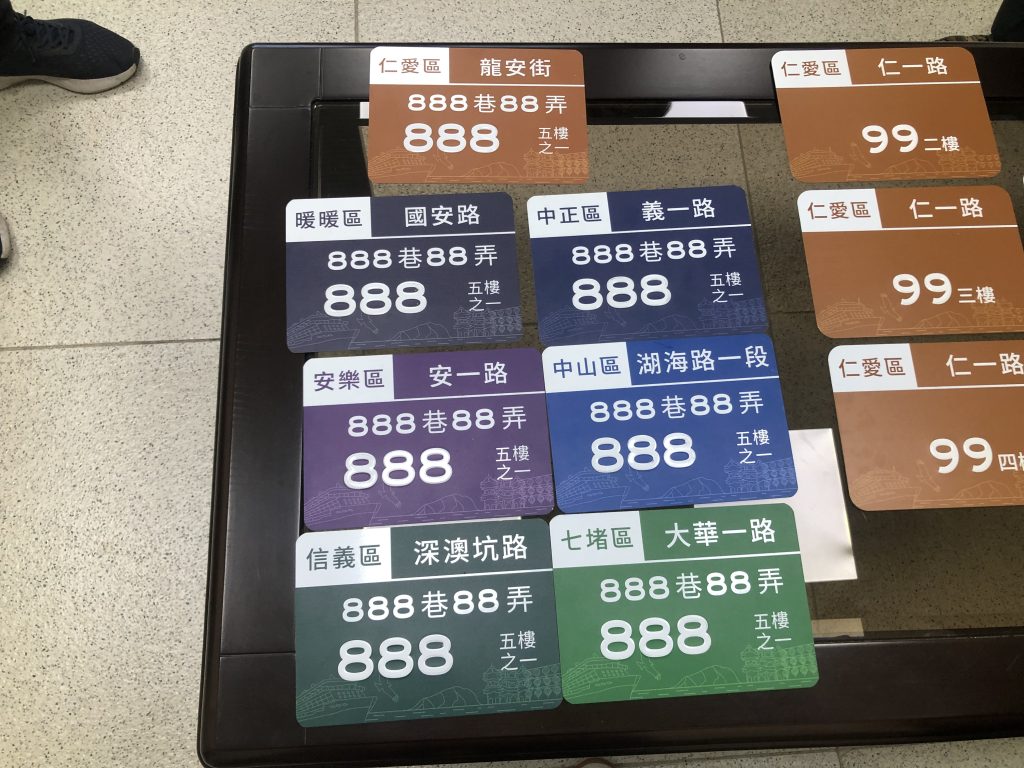 仁愛區 龍安街
888巷88弄
888 五樓
之一
仁愛區 仁一路
99二樓
暖暖區 國安路
888巷88弄
888 五樓
之一
中正區 義一路
888巷88弄
888 五樓
之一
仁愛區 仁一路
99三樓
安樂區 安一路
888巷88弄
888 五樓
之一
中山區 湖海路一段
888巷88弄
888 五樓
之一
仁愛區 仁一路
99四樓
信義區 深澳坑路
888巷88弄
888 五樓
之一
七堵區 大華一路
888巷88弄
888 五樓
之一